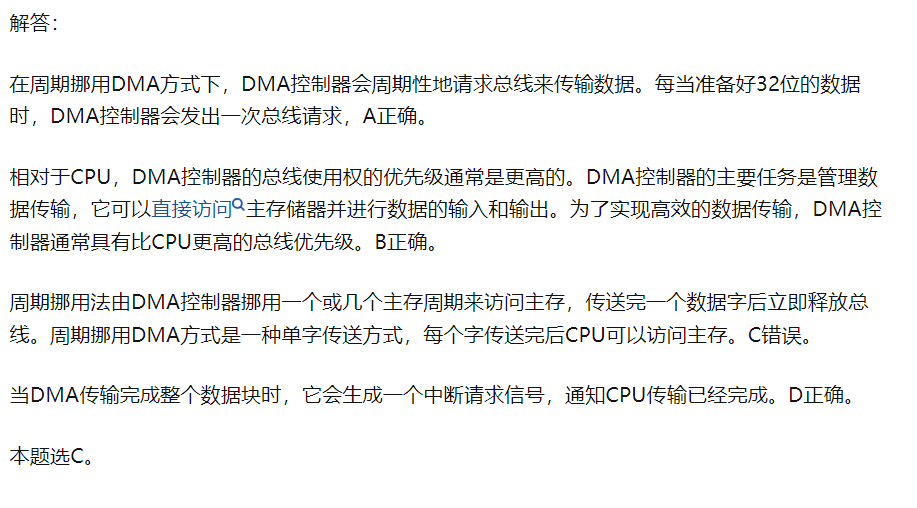 解答：
在周期挪用DMA方式下，DMA控制器会周期性地请求总线来传输数据。每当准备好32位的数据
时，DMA控制器会发出一次总线请求，A正确。
相对于CPU，DMA控制器的总线使用权的优先级通常是更高的。DMA控制器的主要任务是管理数
据传输，它可以直接访问主存储器并进行数据的输入和输出。为了实现高效的数据传输，DMA控
制器通常具有比CPU更高的总线优先级。B正确。
周期挪用法由DMA控制器挪用一个或几个主存周期来访问主存，传送完一个数据字后立即释放总
线。周期挪用DMA方式是一种单字传送方式，每个字传送完后CPU可以访问主存。C错误。
当DMA传输完成整个数据块时，它会生成一个中断请求信号，通知CPU传输已经完成。D正确。
本题选C。